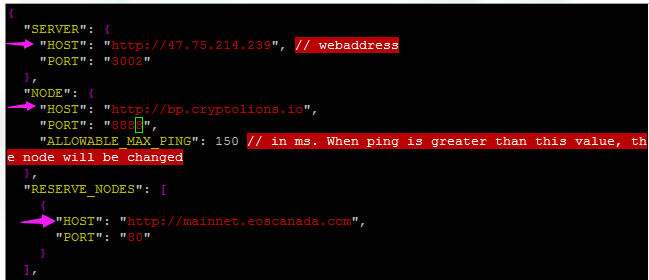 {
"SERVER": {
"HOST": "http://47.75.214.239", // webaddress
"PORT": "3002"
},
"NODE": {
"HOST": "http://bp.cryptolions.io",
"PORT": "8888",
"ALLOWABLE_MAX_PING": 150 // in ms. When ping is greater than this value, th
e node will be changed
},
"RESERVE_NODES": [
{
"HOST": "http://mainnet.eoscanada.com",
"PORT": "80"
}
],